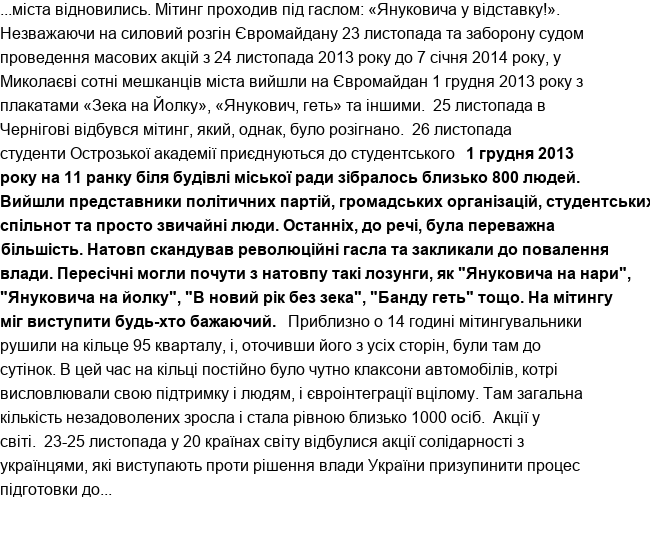 ...міста відновились. Мітинг проходив під гаслом: «Януковича у відставку!».
Незважаючи на силовий розгін Євромайдану 23 листопада та заборону судом
проведення масових акцій з 24 листопада 2013 року до 7 січня 2014 року, у
Миколаєві сотні мешканців міста вийшли на Євромайдан 1 грудня 2013 року з
плакатами «Зека на Йолку», «Янукович, геть» та іншими.  25 листопада в
Чернігові відбувся мітинг, який, однак, було розігнано.  26 листопада
студенти Острозької академії приєднуються до студентського   1 грудня 2013
року на 11 ранку біля будівлі міської ради зібралось близько 800 людей.
Вийшли представники політичних партій, громадських організацій, студентських
спільнот та просто звичайні люди. Останніх, до речі, була переважна
більшість. Натовп скандував революційні гасла та закликали до повалення
влади. Пересічні могли почути з натовпу такі лозунги, як "Януковича на нари",
"Януковича на йолку", "В новий рік без зека", "Банду геть" тощо. На мітингу
міг виступити будь-хто бажаючий.   Приблизно о 14 годині мітингувальники
рушили на кільце 95 кварталу, і, оточивши його з усіх сторін, були там до
сутінок. В цей час на кільці постійно було чутно клаксони автомобілів, котрі
висловлювали свою підтримку і людям, і євроінтеграції вцілому. Там загальна
кількість незадоволених зросла і стала рівною близько 1000 осіб.  Акції у
світі.  23-25 листопада у 20 країнах світу відбулися акції солідарності з
українцями, які виступають проти рішення влади України призупинити процес
підготовки до...